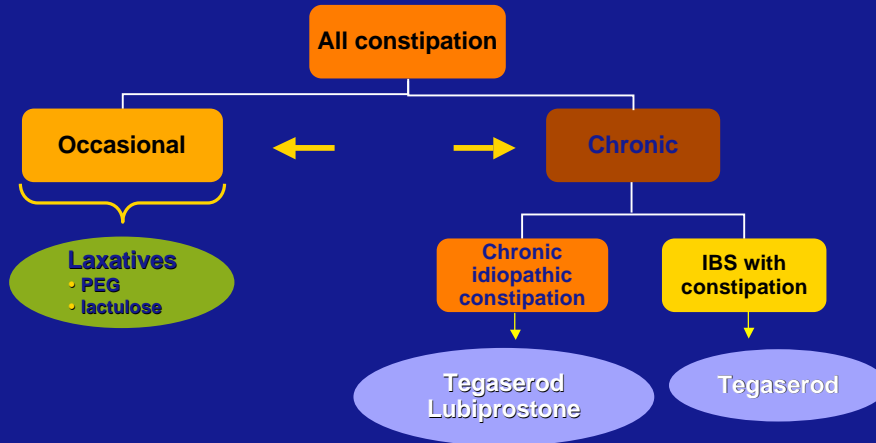 All constipation
Occasional
Chronic
Laxatives
• PEG
• lactulose
Chronic
idiopathic
constipation
IBS with
constipation
Tegaserod
Lubiprostone
Tegaserod